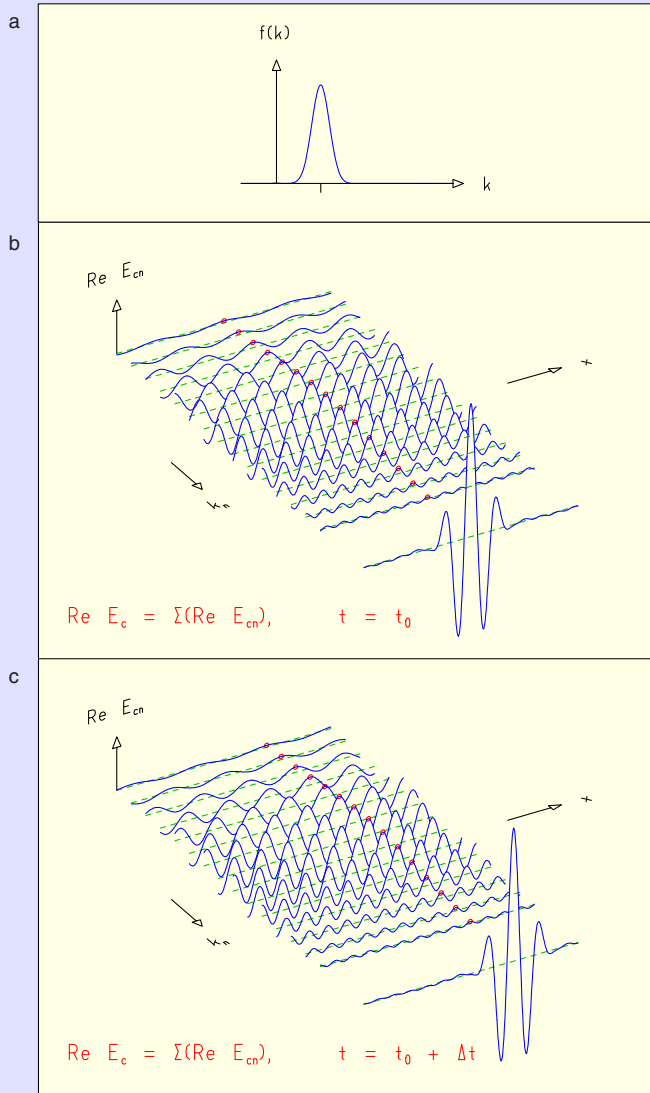 a
f(k)
k
b
Re E_cn
x
k_n
Re E_c = Σ(Re E_cn), t = t_0
c
Re E_cn
x
k_n
Re E_c = Σ(Re E_cn), t = t_0 + Δt